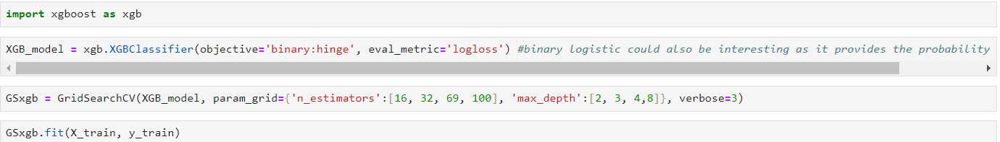 import xgboost as xgb
XGB_model = xgb.XGBClassifier(objective='binary:hinge', eval_metric='logloss') #binary logistic could also be interesting as it provides the probability
GSxgb = GridSearchCV(XGB_model, param_grid={'n_estimators':[16, 32, 69, 100], 'max_depth':[2, 3, 4,8]}, verbose=3)
GSxgb.fit(X_train, y_train)